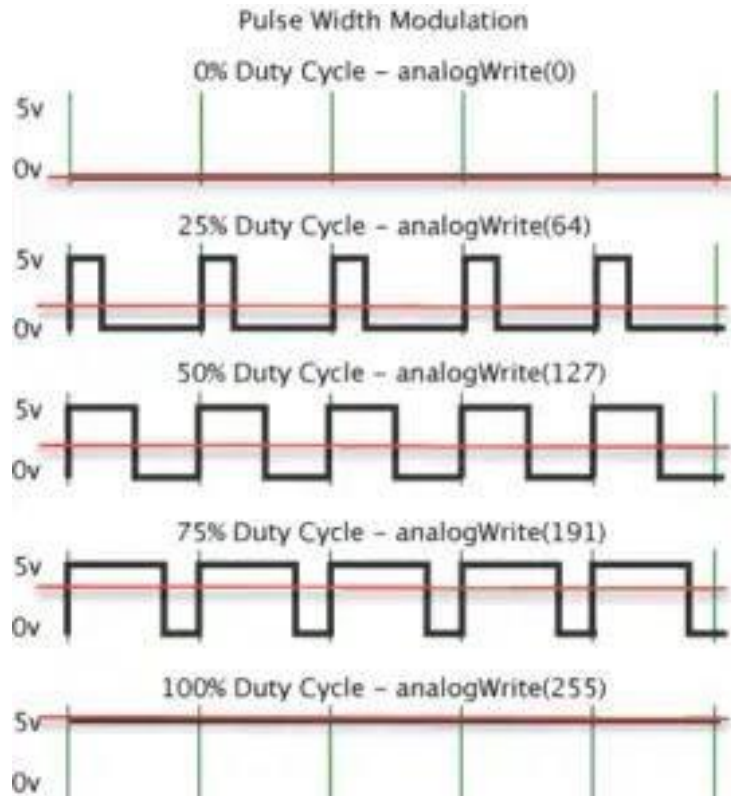 Pulse Width Modulation
0% Duty Cycle – analogWrite(0)
5v
0v
25% Duty Cycle – analogWrite(64)
5v
0v
50% Duty Cycle – analogWrite(127)
5v
0v
75% Duty Cycle – analogWrite(191)
5v
0v
100% Duty Cycle – analogWrite(255)
5v
0v